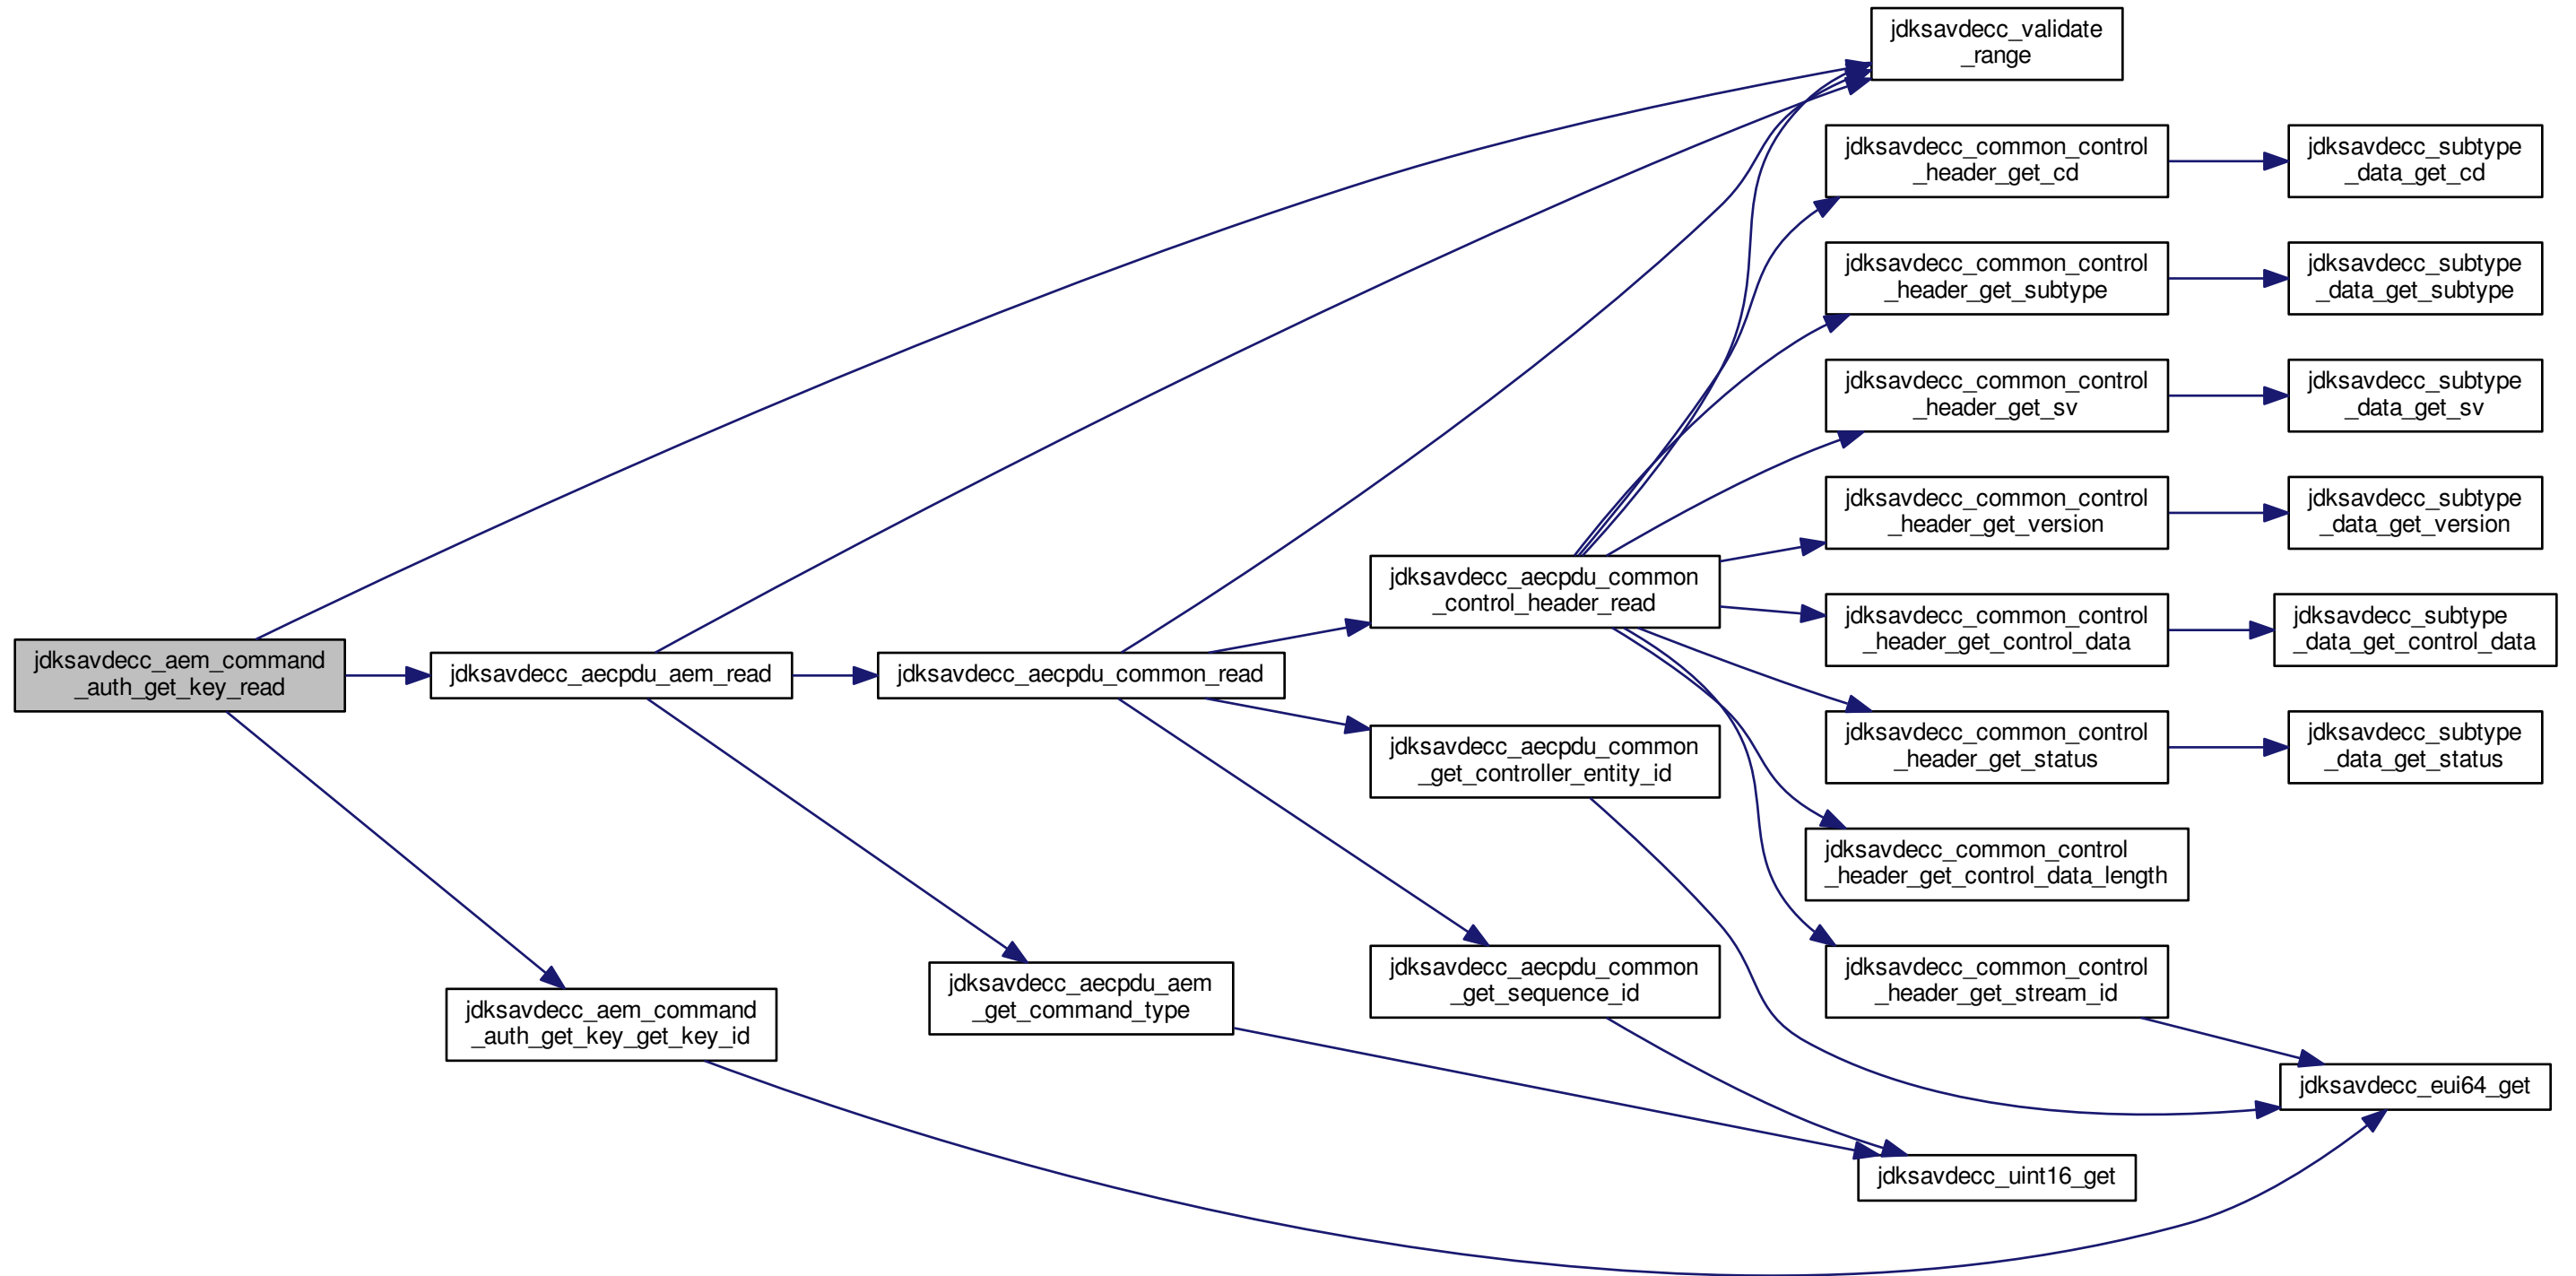 jdksavdecc_aem_command
_auth_get_key_read
jdksavdecc_aem_command
_auth_get_key_get_key_id
jdksavdecc_aecpdu_aem_read
jdksavdecc_aecpdu_aem
_get_command_type
jdksavdecc_aecpdu_common_read
jdksavdecc_aecpdu_common
_control_header_read
jdksavdecc_aecpdu_common
_get_controller_entity_id
jdksavdecc_aecpdu_common
_get_sequence_id
jdksavdecc_validate
_range
jdksavdecc_common_control
_header_get_cd
jdksavdecc_common_control
_header_get_subtype
jdksavdecc_common_control
_header_get_sv
jdksavdecc_common_control
_header_get_version
jdksavdecc_common_control
_header_get_control_data
jdksavdecc_common_control
_header_get_status
jdksavdecc_common_control
_header_get_control_data_length
jdksavdecc_common_control
_header_get_stream_id
jdksavdecc_uint16_get
jdksavdecc_subtype
_data_get_cd
jdksavdecc_subtype
_data_get_subtype
jdksavdecc_subtype
_data_get_sv
jdksavdecc_subtype
_data_get_version
jdksavdecc_subtype
_data_get_control_data
jdksavdecc_subtype
_data_get_status
jdksavdecc_eui64_get